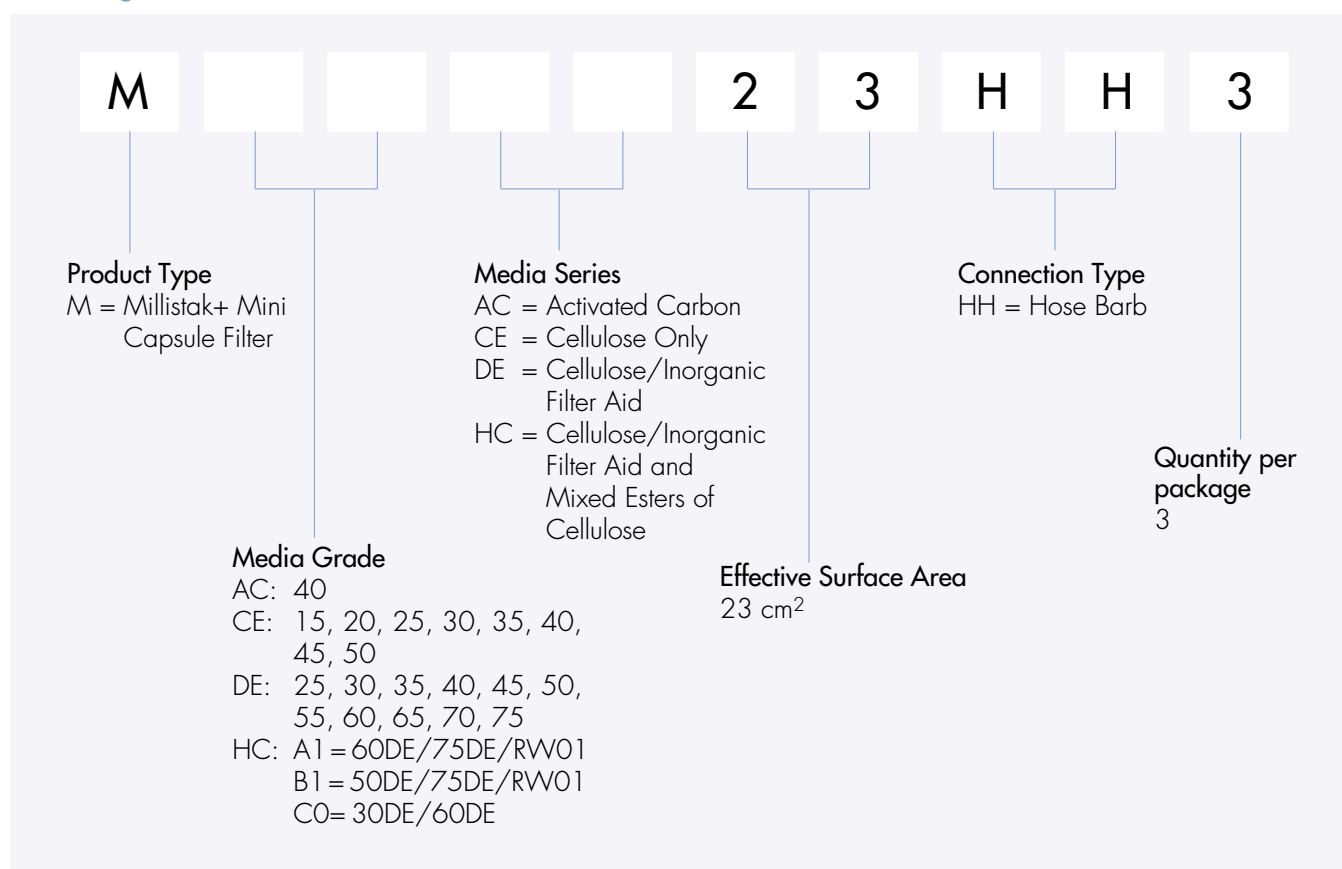 M 2 3 H H 3
Product Type
M = Millistak+ Mini
Capsule Filter
Media Series
AC = Activated Carbon
CE = Cellulose Only
DE = Cellulose/Inorganic
Filter Aid
HC = Cellulose/Inorganic
Filter Aid and
Mixed Esters of
Cellulose
Connection Type
HH = Hose Barb
Quantity per
package
3
Media Grade
AC: 40
CE: 15, 20, 25, 30, 35, 40,
45, 50
DE: 25, 30, 35, 40, 45, 50,
55, 60, 65, 70, 75
HC: A1=60DE/75DE/RW01
B1=50DE/75DE/RW01
C0=30DE/60DE
Effective Surface Area
23 cm²